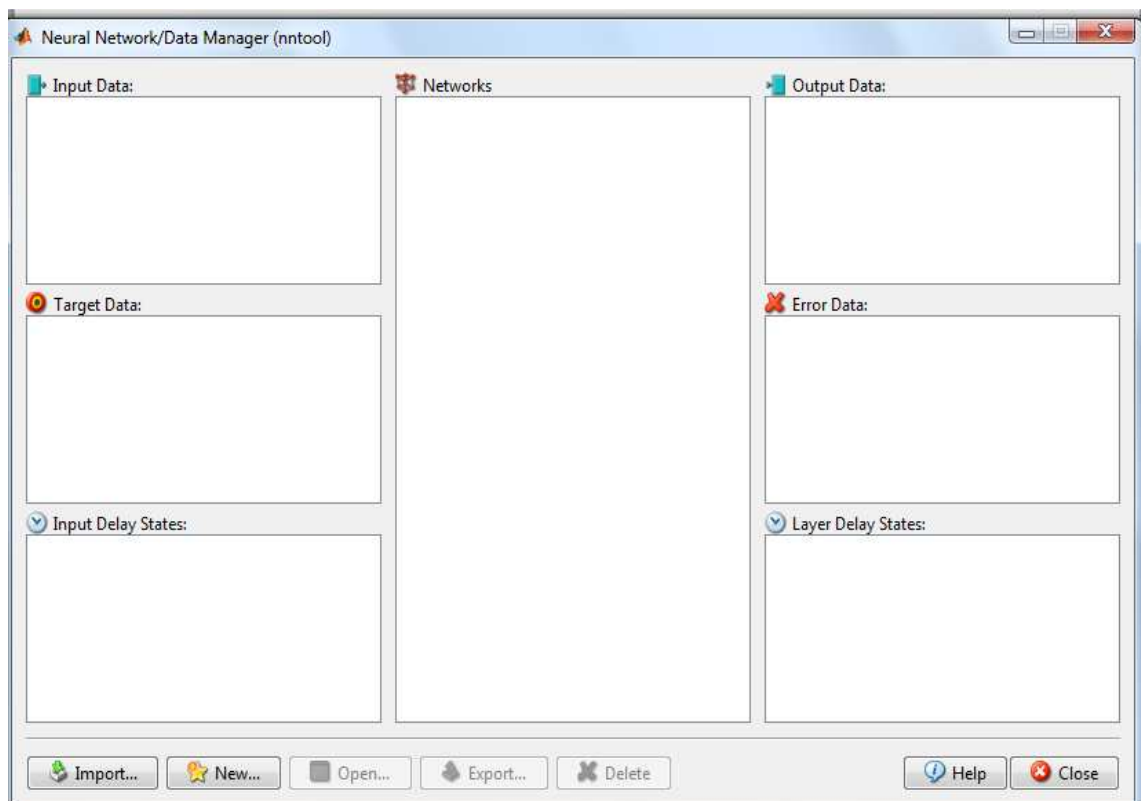 Neural Network/Data Manager (nntool)
Input Data:
Networks
Output Data:
Target Data:
Error Data:
Input Delay States:
Layer Delay States:
Import...
New...
Open...
Export...
Delete
Help
Close